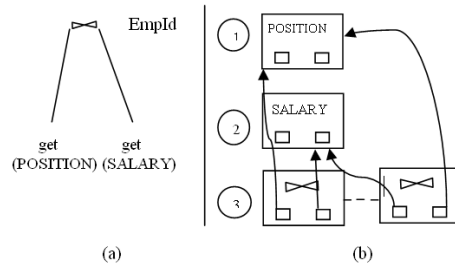 EmpId
get get
(POSITION) (SALARY)
(a)
1 POSITION
2 SALARY
3
(b)